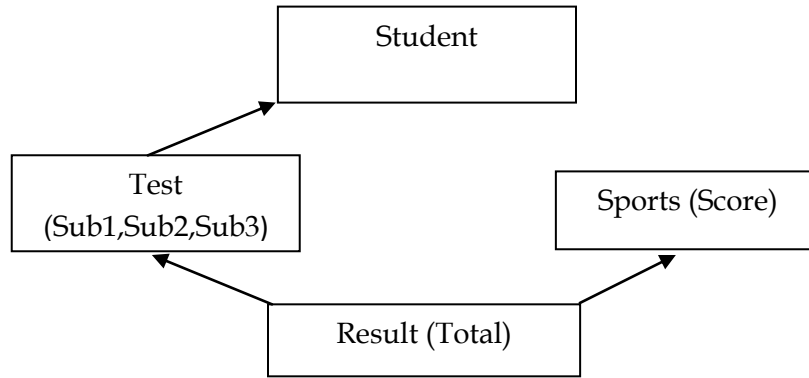 Student
Test
(Sub1,Sub2,Sub3)
Sports (Score)
Result (Total)